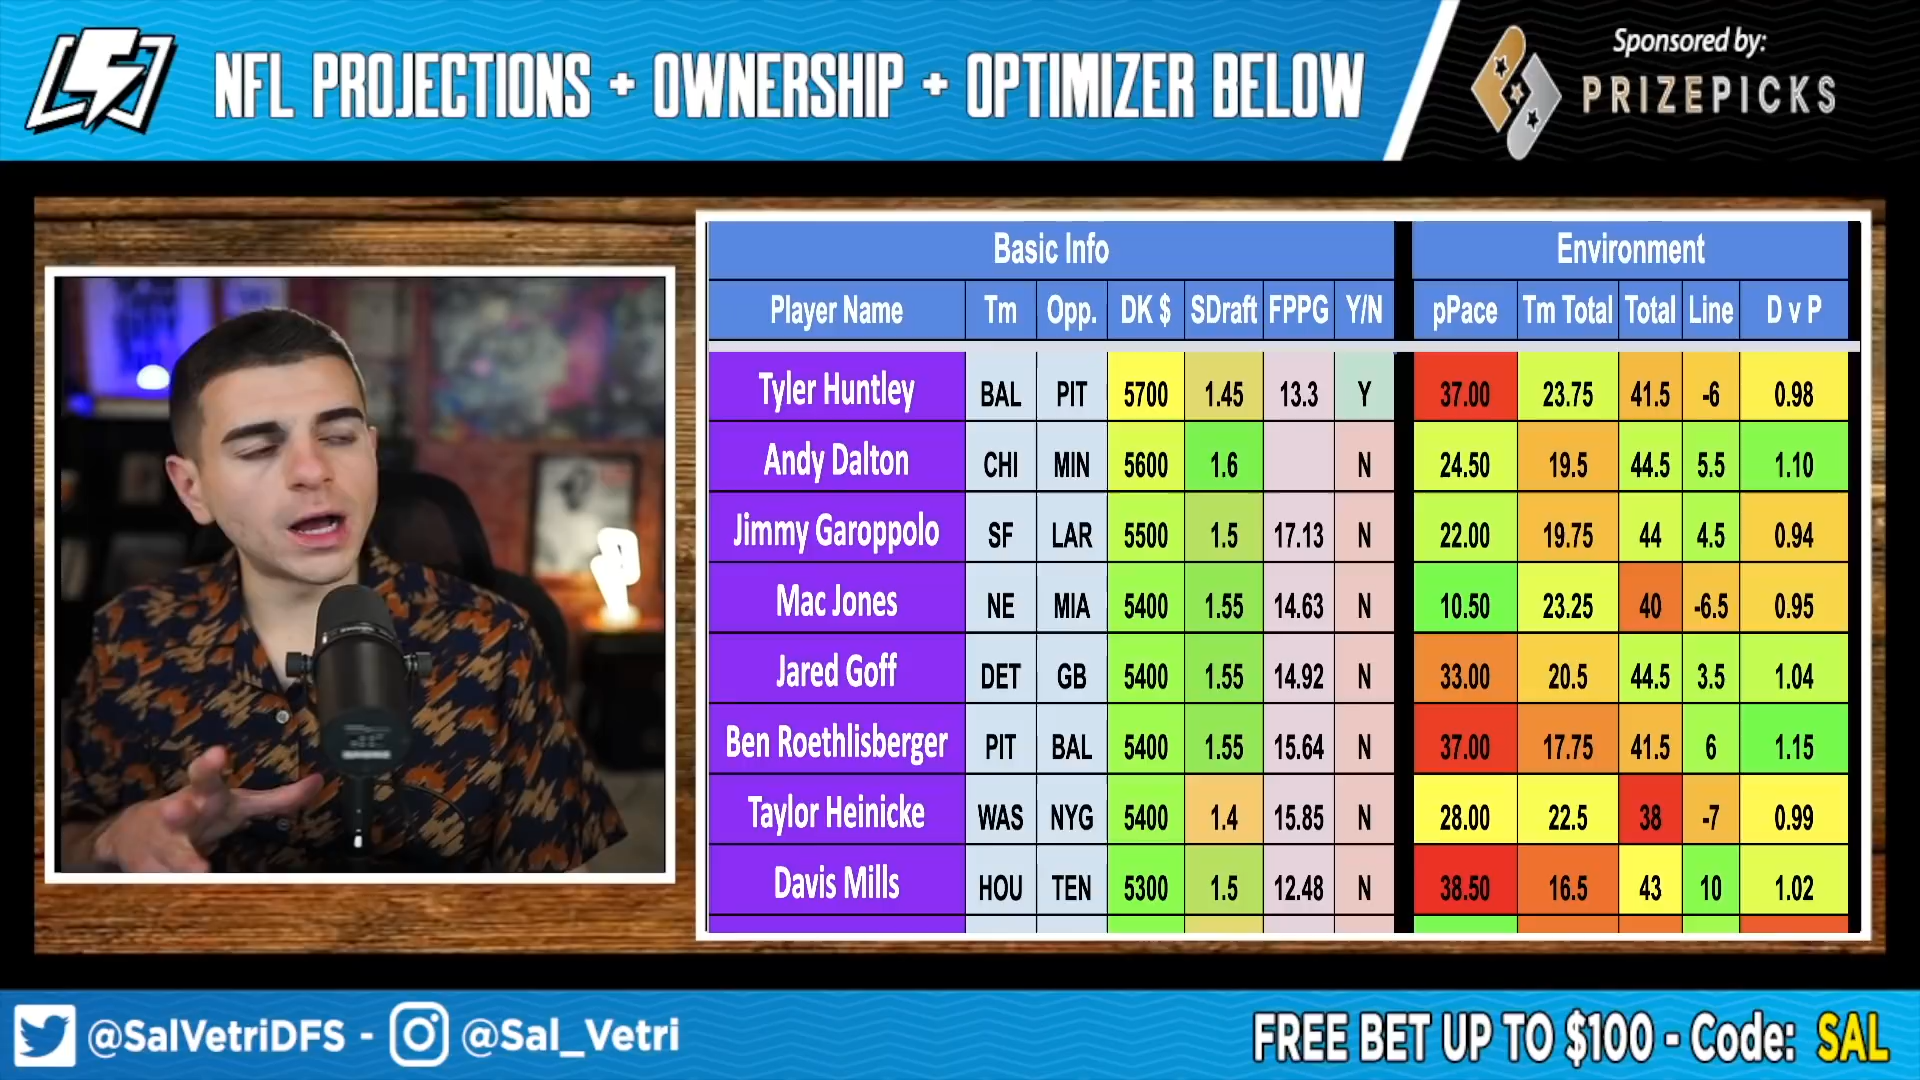 NFL PROJECTIONS + OWNERSHIP + OPTIMIZER BELOW
Sponsored by:
PRIZEPICKS
Basic Info Environment
Player Name Tm Opp. DK $ SDraft FPPG Y/N pPace Tm Total Total Line D v P
Tyler Huntley BAL PIT 5700 1.45 13.3 Y 37.00 23.75 41.5 -6 0.98
Andy Dalton CHI MIN 5600 1.6 N 24.50 19.5 44.5 5.5 1.10
Jimmy Garoppolo SF LAR 5500 1.5 17.13 N 22.00 19.75 44 4.5 0.94
Mac Jones NE MIA 5400 1.55 14.63 N 10.50 23.25 40 -6.5 0.95
Jared Goff DET GB 5400 1.55 14.92 N 33.00 20.5 44.5 3.5 1.04
Ben Roethlisberger PIT BAL 5400 1.55 15.64 N 37.00 17.75 41.5 6 1.15
Taylor Heinicke WAS NYG 5400 1.4 15.85 N 28.00 22.5 38 -7 0.99
Davis Mills HOU TEN 5300 1.5 12.48 N 38.50 16.5 43 10 1.02
@SalVetriDFS - @Sal_Vetri
FREE BET UP TO $100 - Code: SAL